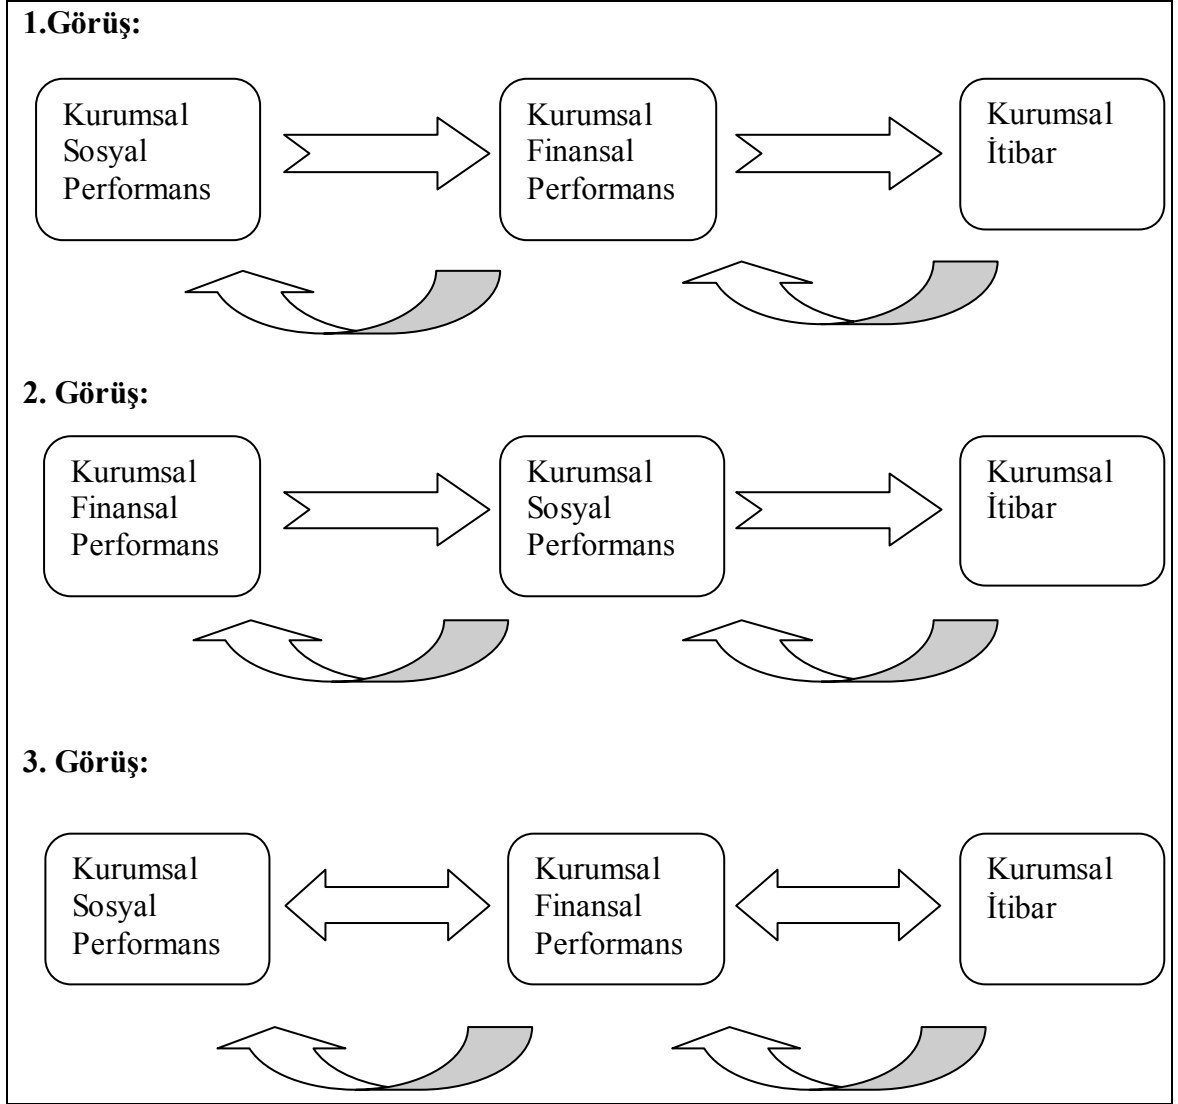 1.Görüş:
Kurumsal
Sosyal
Performans
Kurumsal
Finansal
Performans
Kurumsal
İtibar
2. Görüş:
Kurumsal
Finansal
Performans
Kurumsal
Sosyal
Performans
Kurumsal
İtibar
3. Görüş:
Kurumsal
Sosyal
Performans
Kurumsal
Finansal
Performans
Kurumsal
İtibar